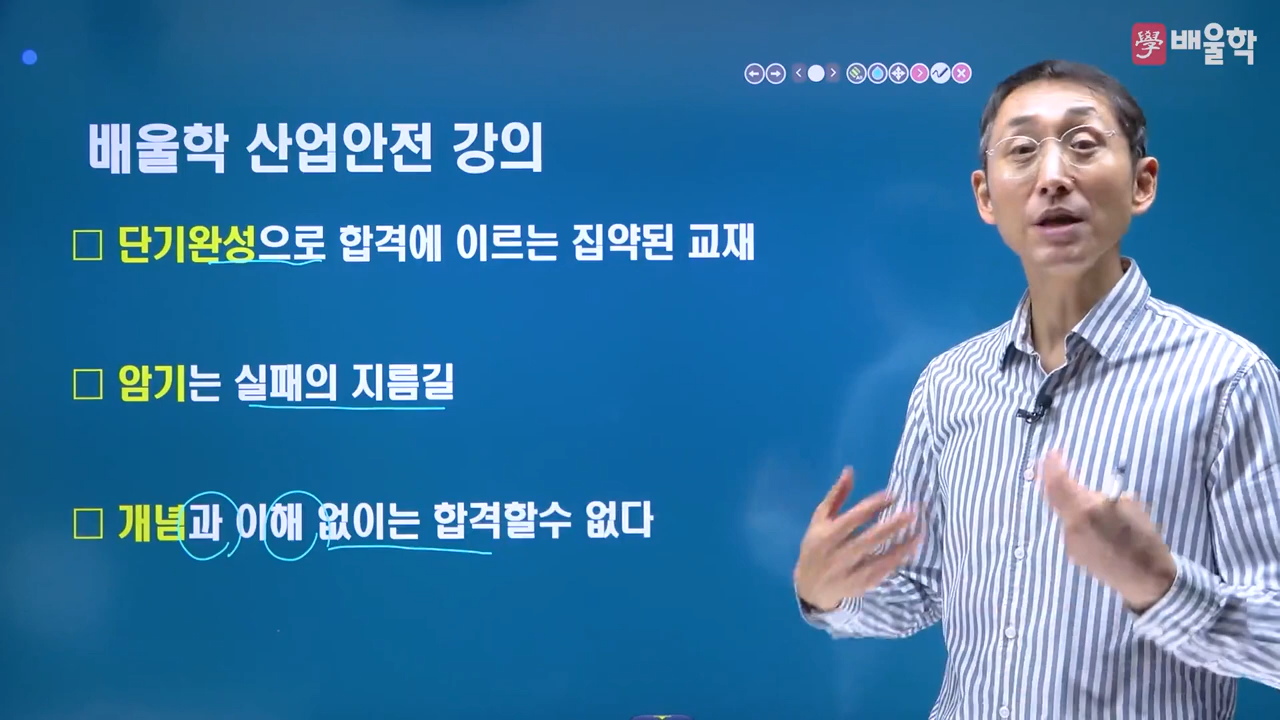 學 배울학
배울학 산업안전 강의
□ 단기완성으로 합격에 이르는 집약된 교재
□ 암기는 실패의 지름길
□ 개념과 이해 없이는 합격할수 없다